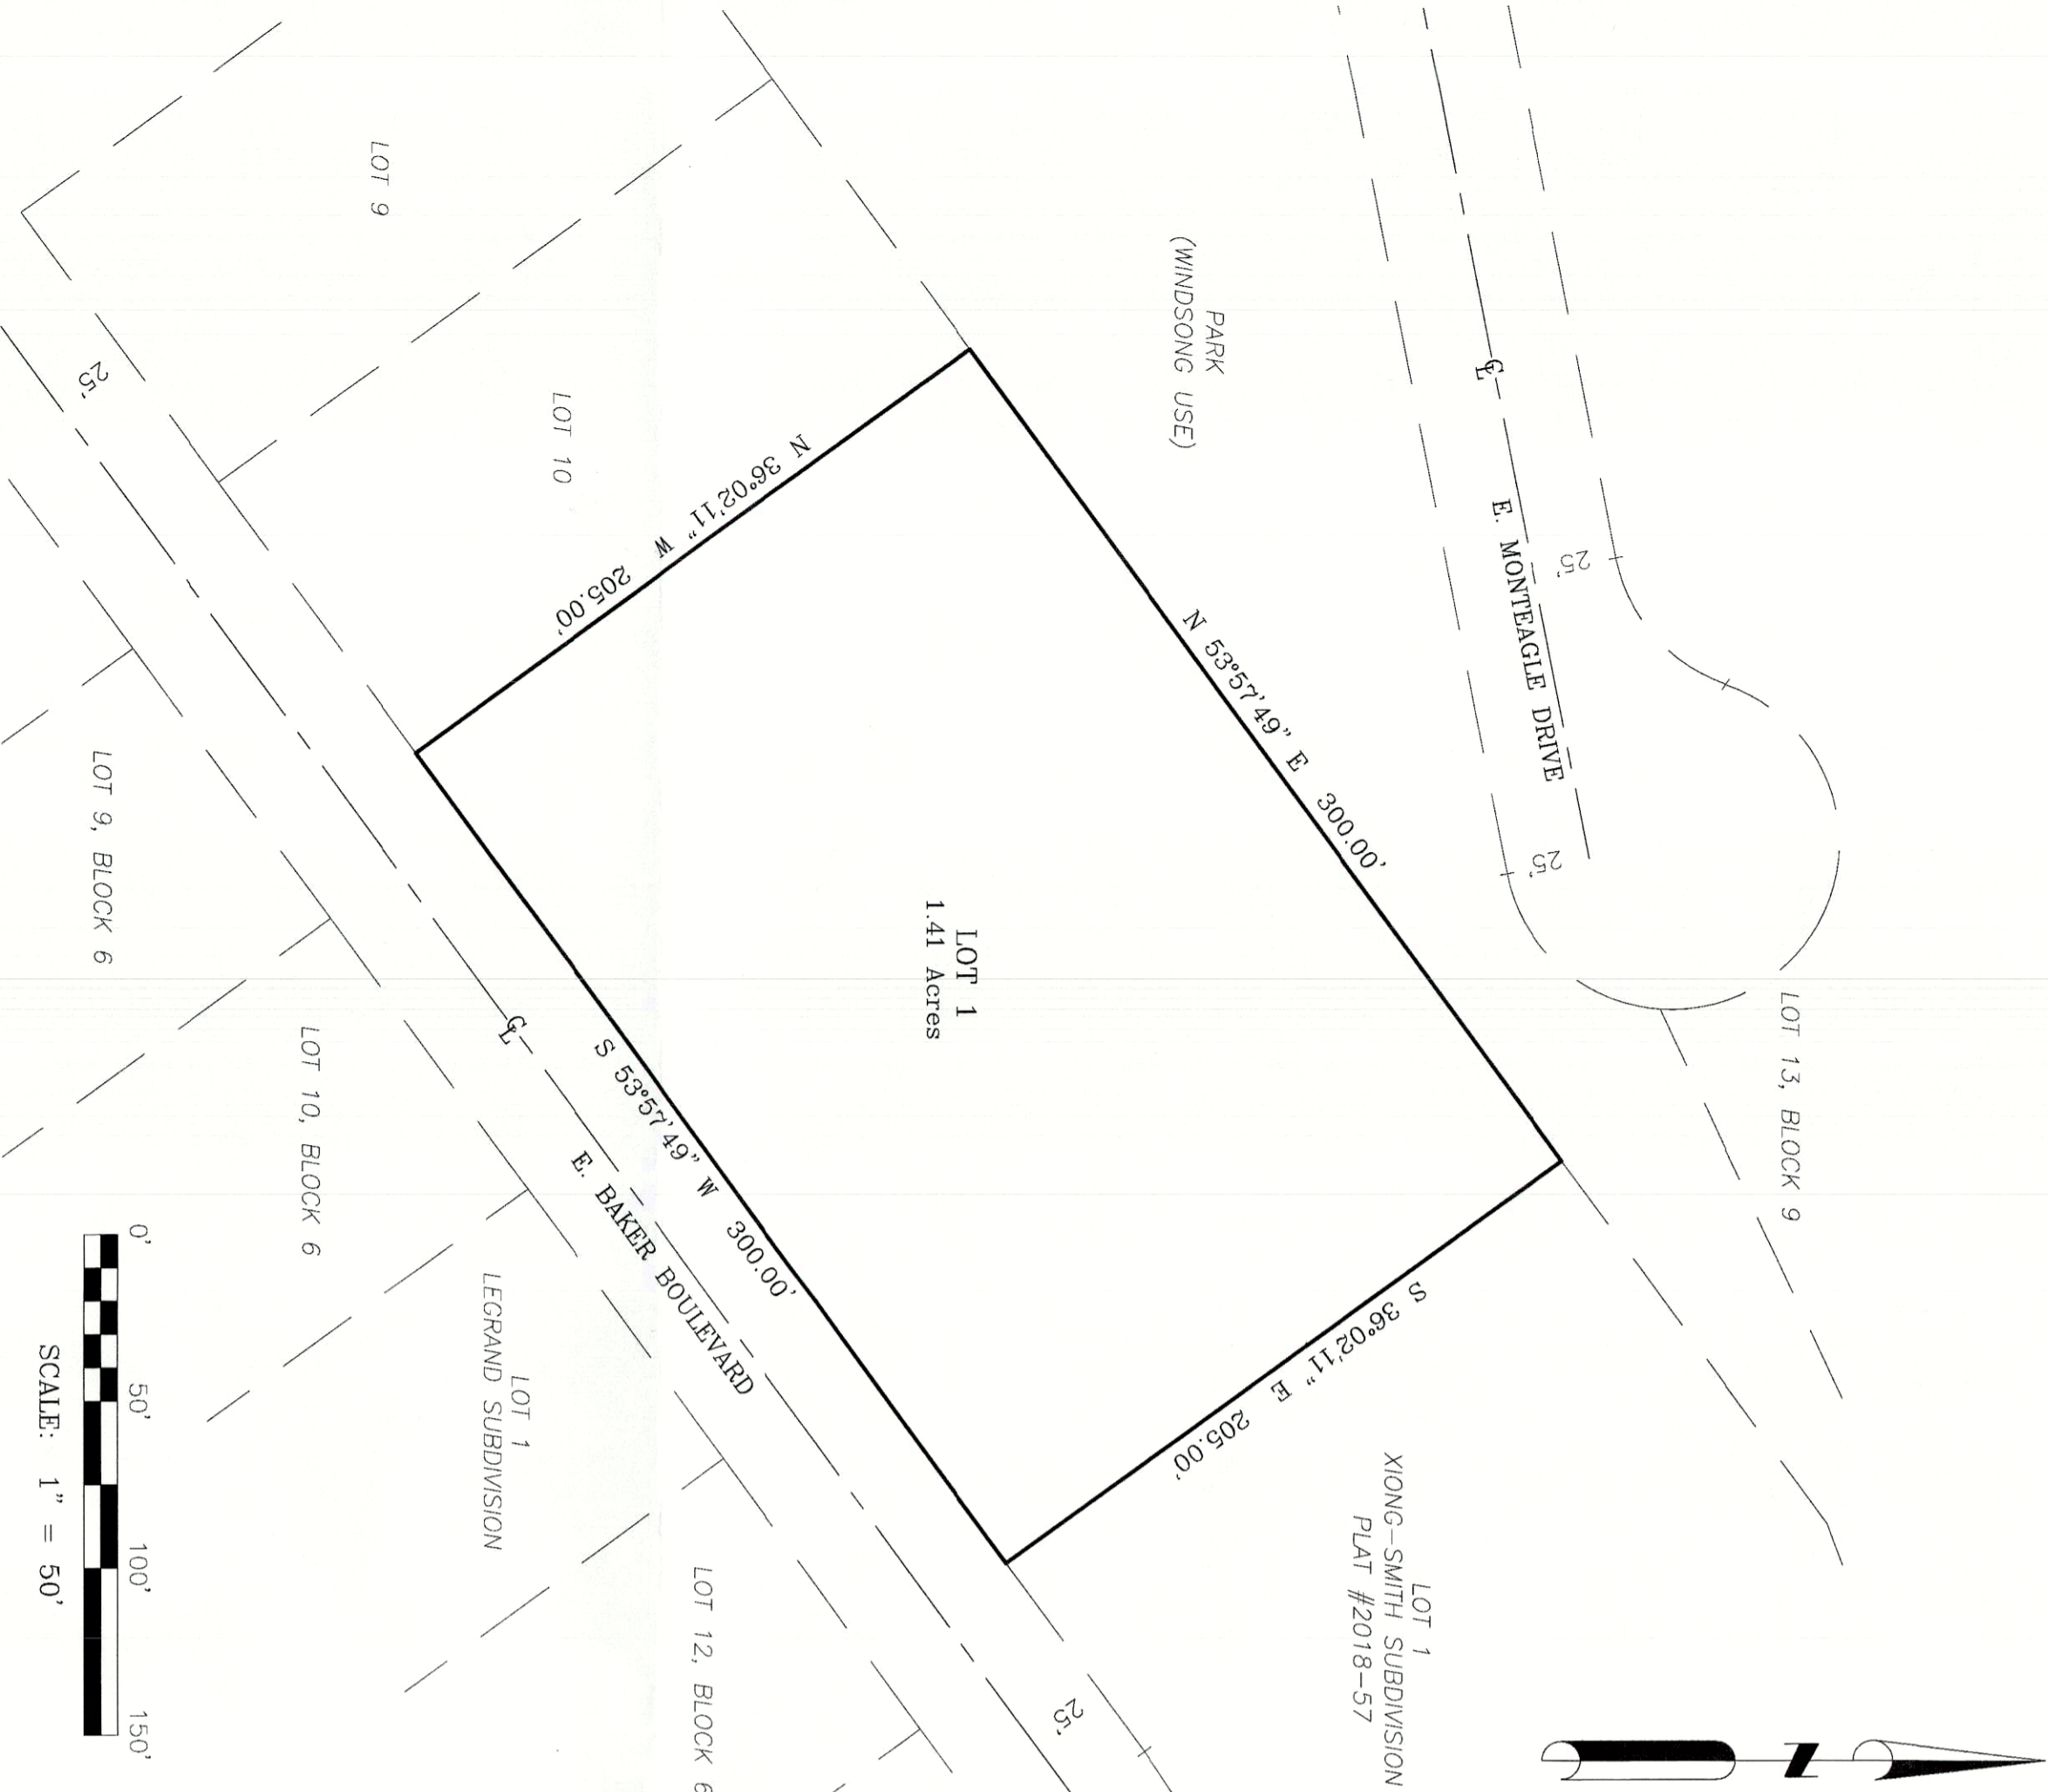 LOT 13, BLOCK 9
E. MONTEAGLE DRIVE
25'
25'
℄
PARK
(WINDSONG USE)
N 53°57'49" E 300.00'
S 36°02'11" E 205.00'
LOT 1
XIONG-SMITH SUBDIVISION
PLAT #2018-57
N
LOT 1
1.41 Acres
N 36°02'11" W 205.00'
S 53°57'49" W 300.00'
LOT 9
LOT 10
25'
℄
E. BAKER BOULEVARD
25'
LOT 9, BLOCK 6
LOT 10, BLOCK 6
LOT 1
LEGRAND SUBDIVISION
LOT 12, BLOCK 6
0' 50' 100' 150'
SCALE: 1" = 50'